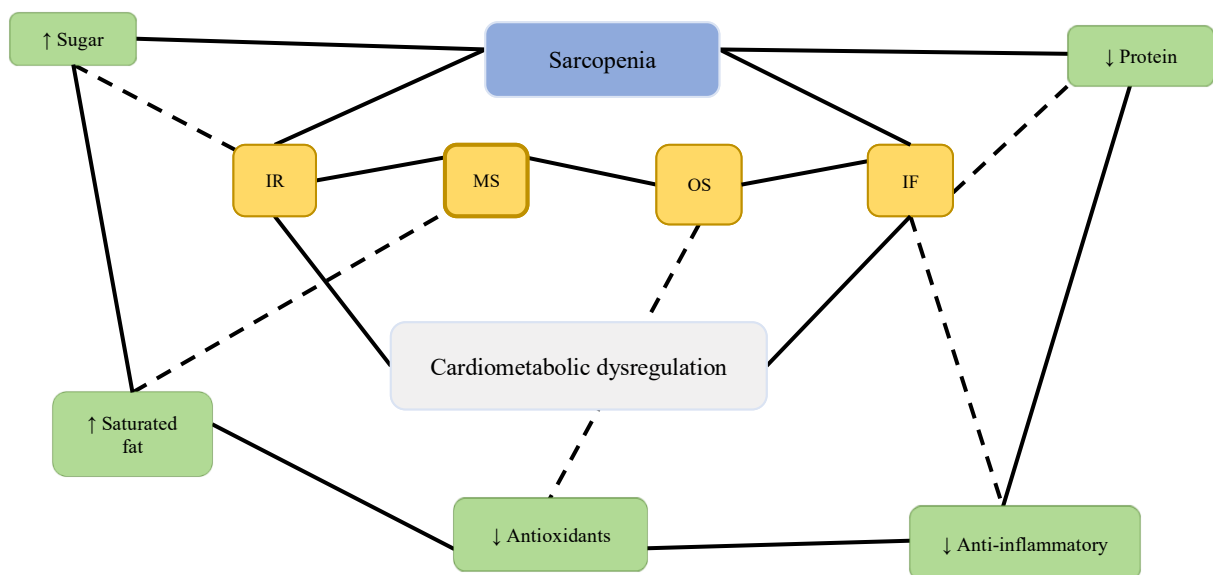 ↑ Sugar
Sarcopenia
↓ Protein
IR
MS
OS
IF
Cardiometabolic dysregulation
↑ Saturated
fat
↓ Antioxidants
↓ Anti-inflammatory